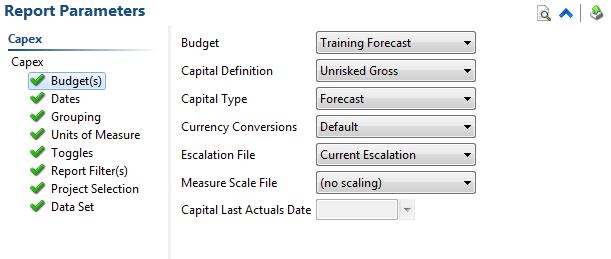 Report Parameters
Capex
Capex
Budget(s)
Dates
Grouping
Units of Measure
Toggles
Report Filter(s)
Project Selection
Data Set
Budget Training Forecast
Capital Definition Unrisked Gross
Capital Type Forecast
Currency Conversions Default
Escalation File Current Escalation
Measure Scale File (no scaling)
Capital Last Actuals Date